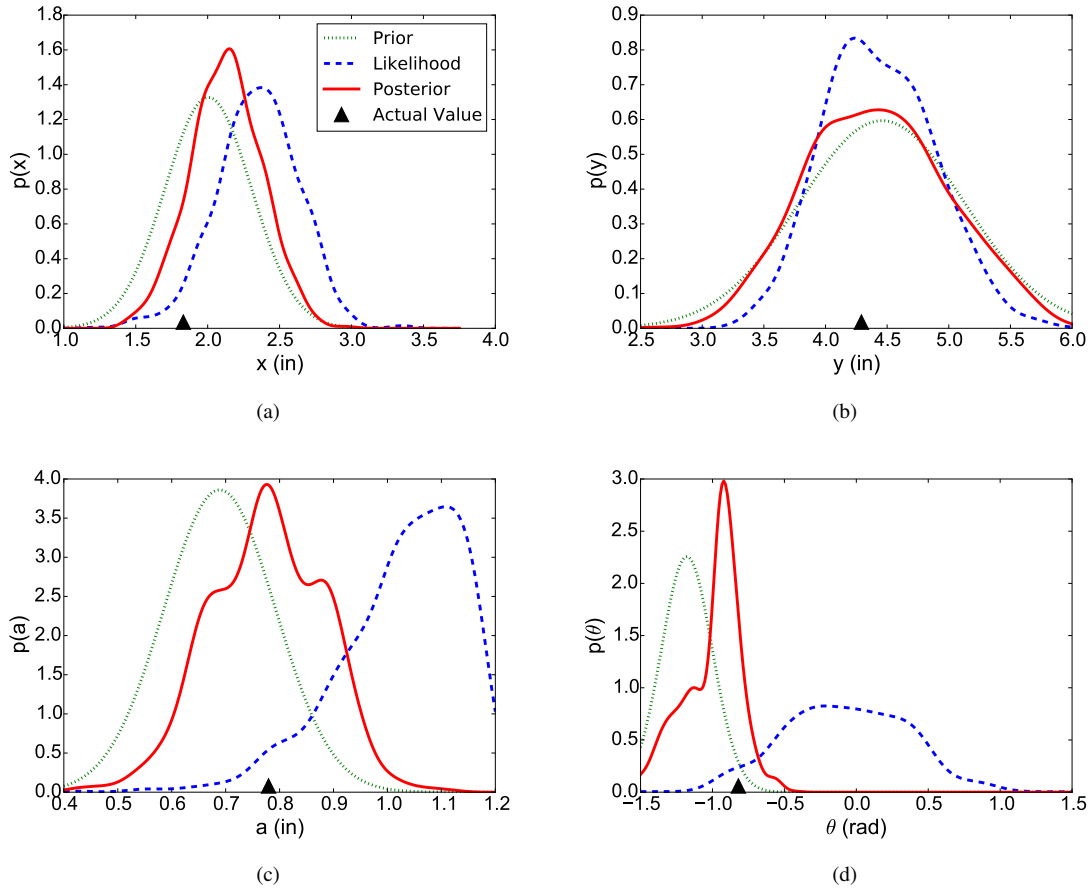 1.8
1.6
1.4
1.2
1.0
0.8
0.6
0.4
0.2
0.0
p(x)
1.0 1.5 2.0 2.5 3.0 3.5 4.0
x (in)
Prior
Likelihood
Posterior
Actual Value
(a)
0.9
0.8
0.7
0.6
0.5
0.4
0.3
0.2
0.1
0.0
p(y)
2.5 3.0 3.5 4.0 4.5 5.0 5.5 6.0
y (in)
(b)
4.0
3.5
3.0
2.5
2.0
1.5
1.0
0.5
0.0
p(a)
0.4 0.5 0.6 0.7 0.8 0.9 1.0 1.1 1.2
a (in)
(c)
3.0
2.5
2.0
1.5
1.0
0.5
0.0
p(θ)
−1.5 −1.0 −0.5 0.0 0.5 1.0 1.5
θ (rad)
(d)